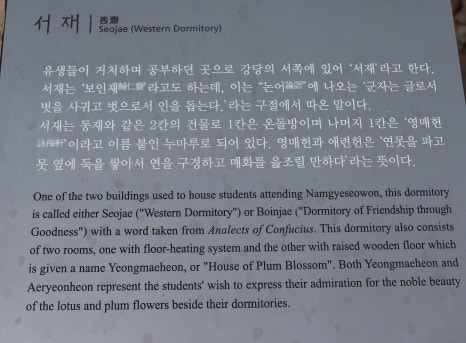 서 재 | 西齋
Seojae (Western Dormitory)
유생들이 거처하며 공부하던 곳으로 강당의 서쪽에 있어 '서재'라고 한다.
서재는 '보인재輔仁齋'라고도 하는데, 이는 "논어論語"에 나오는 '군자는 글로서
벗을 사귀고 벗으로서 인을 돕는다.'라는 구절에서 따온 말이다.
서재는 동재와 같은 2칸의 건물로 1칸은 온돌방이며 나머지 1칸은 '영매헌
詠梅軒'이라고 이름 붙인 누마루로 되어 있다. 영매헌과 애련헌은 '연못을 파고
못 옆에 둑을 쌓아서 연을 구경하고 매화를 읊조릴 만하다'라는 뜻이다.
One of the two buildings used to house students attending Namgyeseowon, this dormitory
is called either Seojae ("Western Dormitory") or Boinjae ("Dormitory of Friendship through
Goodness") with a word taken from Analects of Confucius. This dormitory also consists
of two rooms, one with floor-heating system and the other with raised wooden floor which
is given a name Yeongmaeheon, or "House of Plum Blossom". Both Yeongmaeheon and
Aeryeonheon represent the students' wish to express their admiration for the noble beauty
of the lotus and plum flowers beside their dormitories.